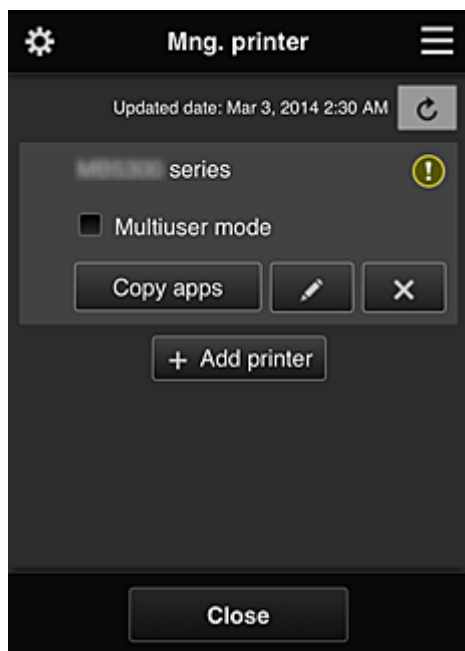 Mng. printer
Updated date: Mar 3, 2014 2:30 AM
series
Multiuser mode
Copy apps
+ Add printer
Close